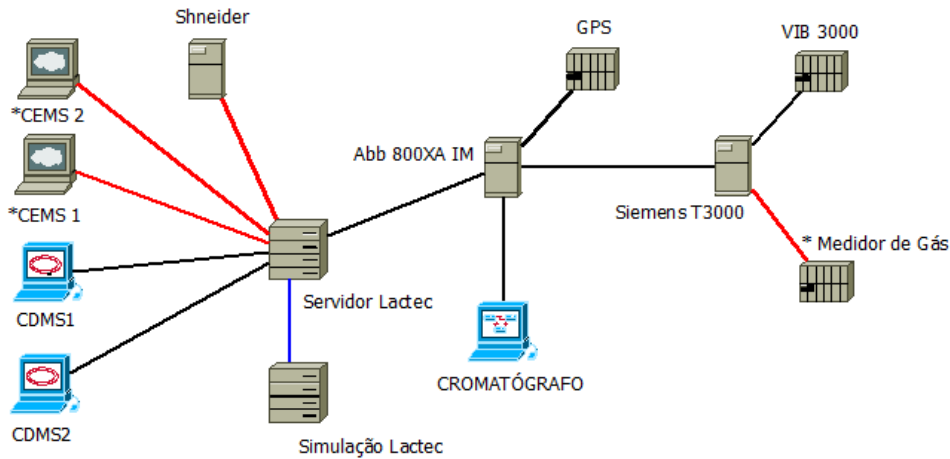 Shneider
GPS
VIB 3000
*CEMS 2
Abb 800XA IM
*CEMS 1
Siemens T3000
* Medidor de Gás
Servidor Lactec
CDMS1
CROMATÓGRAFO
CDMS2
Simulação Lactec